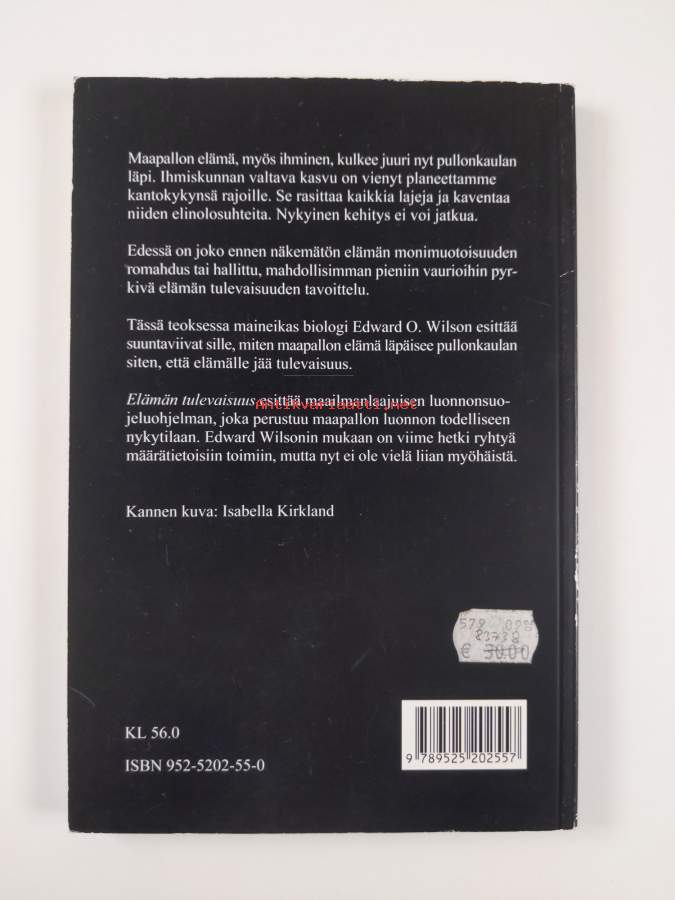 Maapallon elämä, myös ihminen, kulkee juuri nyt pullonkaulan
läpi. Ihmiskunnan valtava kasvu on vienyt planeettamme
kantokykynsä rajoille. Se rasittaa kaikkia lajeja ja kaventaa
niiden elinolosuhteita. Nykyinen kehitys ei voi jatkua.
Edessä on joko ennen näkemätön elämän monimuotoisuuden
romahdus tai hallittu, mahdollisimman pieniin vaurioihin pyr-
kivä elämän tulevaisuuden tavoittelu.
Tässä teoksessa maineikas biologi Edward O. Wilson esittää
suuntaviivat sille, miten maapallon elämä läpäisee pullonkaulan
siten, että elämälle jää tulevaisuus.
Elämän tulevaisuus esittää maailmanlaajuisen luonnonsuo-
Antikvariaatti.net
jeluohjelman, joka perustuu maapallon luonnon todelliseen
nykytilaan. Edward Wilsonin mukaan on viime hetki ryhtyä
määrätietoisiin toimiin, mutta nyt ei ole vielä liian myöhäistä.
Kannen kuva: Isabella Kirkland
83738
€ 30.00
KL 56.0
ISBN 952-5202-55-0
9 789525 202557